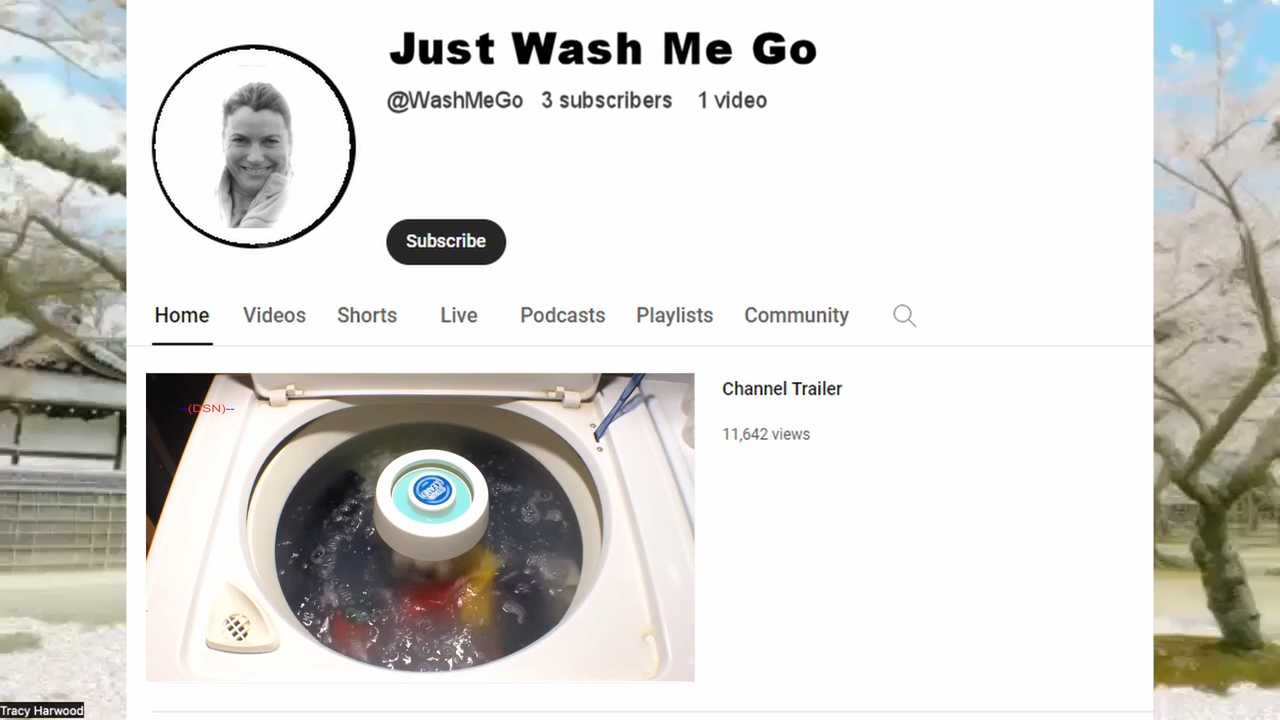 Just Wash Me Go
@WashMeGo 3 subscribers 1 video
Subscribe
Home Videos Shorts Live Podcasts Playlists Community
--(DSN)--
Channel Trailer
11,642 views
Tracy Harwood